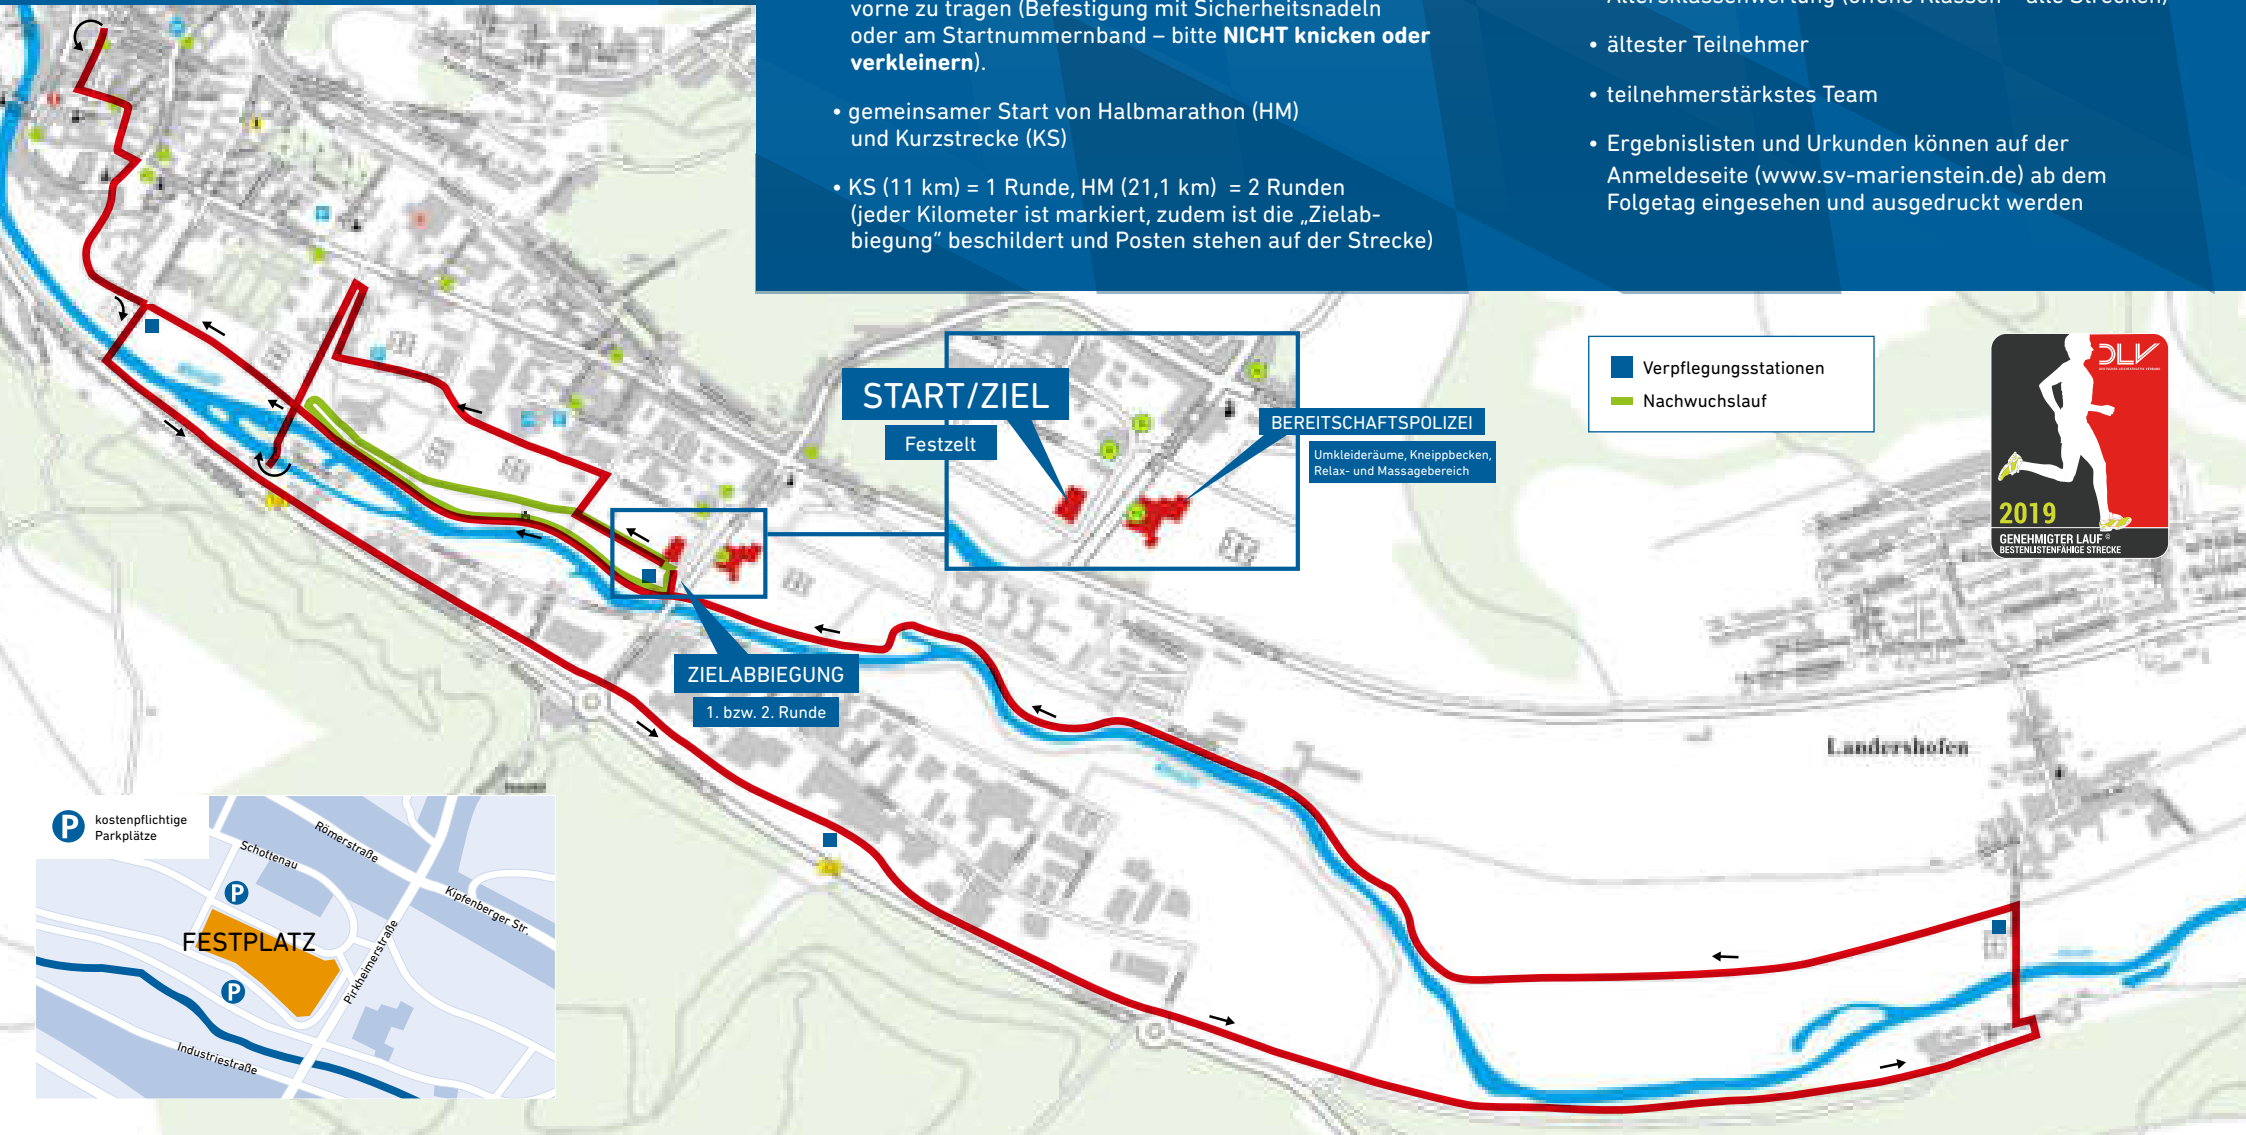 vorne zu tragen (Befestigung mit Sicherheitsnadeln
oder am Startnummernband – bitte NICHT knicken oder
verkleinern).
• gemeinsamer Start von Halbmarathon (HM)
und Kurzstrecke (KS)
• KS (11 km) = 1 Runde, HM (21,1 km) = 2 Runden
(jeder Kilometer ist markiert, zudem ist die „Zielab-
biegung“ beschildert und Posten stehen auf der Strecke)
Altersklassenwertung (offene Klassen – alle Strecken)
• ältester Teilnehmer
• teilnehmerstärkstes Team
• Ergebnislisten und Urkunden können auf der
Anmeldeseite (www.sv-marienstein.de) ab dem
Folgetag eingesehen und ausgedruckt werden
START/ZIEL
Festzelt
BEREITSCHAFTSPOLIZEI
Umkleideräume, Kneippbecken,
Relax- und Massagebereich
Verpflegungsstationen
Nachwuchslauf
DLV
2019
GENEHMIGTER LAUF ©
BESTENLISTENFÄHIGE STRECKE
ZIELABBIEGUNG
1. bzw. 2. Runde
Landershofen
P kostenpflichtige
Parkplätze
Römerstraße
Schottenau
Kipfenberger Str.
P
FESTPLATZ
Pirkheimerstraße
P
Industriestraße